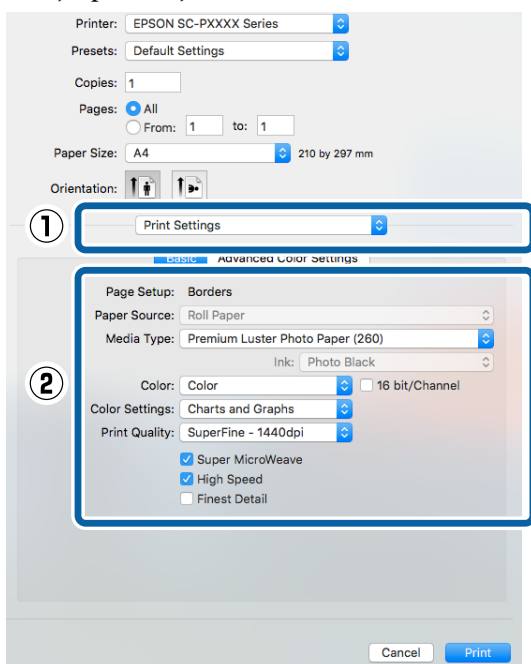 Printer: EPSON SC-PXXXX Series
Presets: Default Settings
Copies: 1
Pages: All
From: 1 to: 1
Paper Size: A4 210 by 297 mm
Orientation:
① Print Settings
Basic Advanced Color Settings
Page Setup: Borders
Paper Source: Roll Paper
Media Type: Premium Luster Photo Paper (260)
Ink: Photo Black
②
Color: Color 16 bit/Channel
Color Settings: Charts and Graphs
Print Quality: SuperFine - 1440dpi
Super MicroWeave
High Speed
Finest Detail
Cancel Print